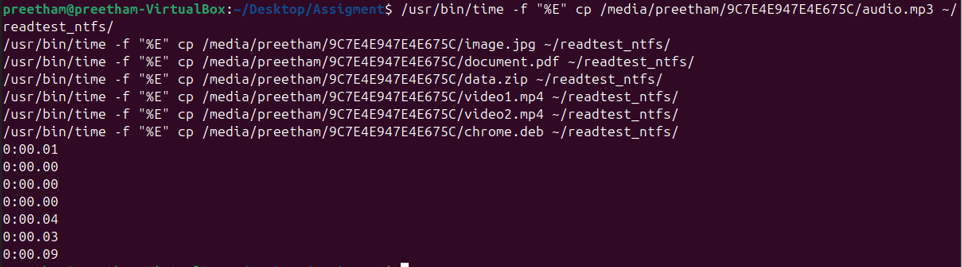 preetham@preetham-VirtualBox:~/Desktop/Assigment$ /usr/bin/time -f "%E" cp /media/preetham/9C7E4E947E4E675C/audio.mp3 ~/
readtest_ntfs/
/usr/bin/time -f "%E" cp /media/preetham/9C7E4E947E4E675C/image.jpg ~/readtest_ntfs/
/usr/bin/time -f "%E" cp /media/preetham/9C7E4E947E4E675C/document.pdf ~/readtest_ntfs/
/usr/bin/time -f "%E" cp /media/preetham/9C7E4E947E4E675C/data.zip ~/readtest_ntfs/
/usr/bin/time -f "%E" cp /media/preetham/9C7E4E947E4E675C/video1.mp4 ~/readtest_ntfs/
/usr/bin/time -f "%E" cp /media/preetham/9C7E4E947E4E675C/video2.mp4 ~/readtest_ntfs/
/usr/bin/time -f "%E" cp /media/preetham/9C7E4E947E4E675C/chrome.deb ~/readtest_ntfs/
0:00.01
0:00.00
0:00.00
0:00.00
0:00.04
0:00.03
0:00.09